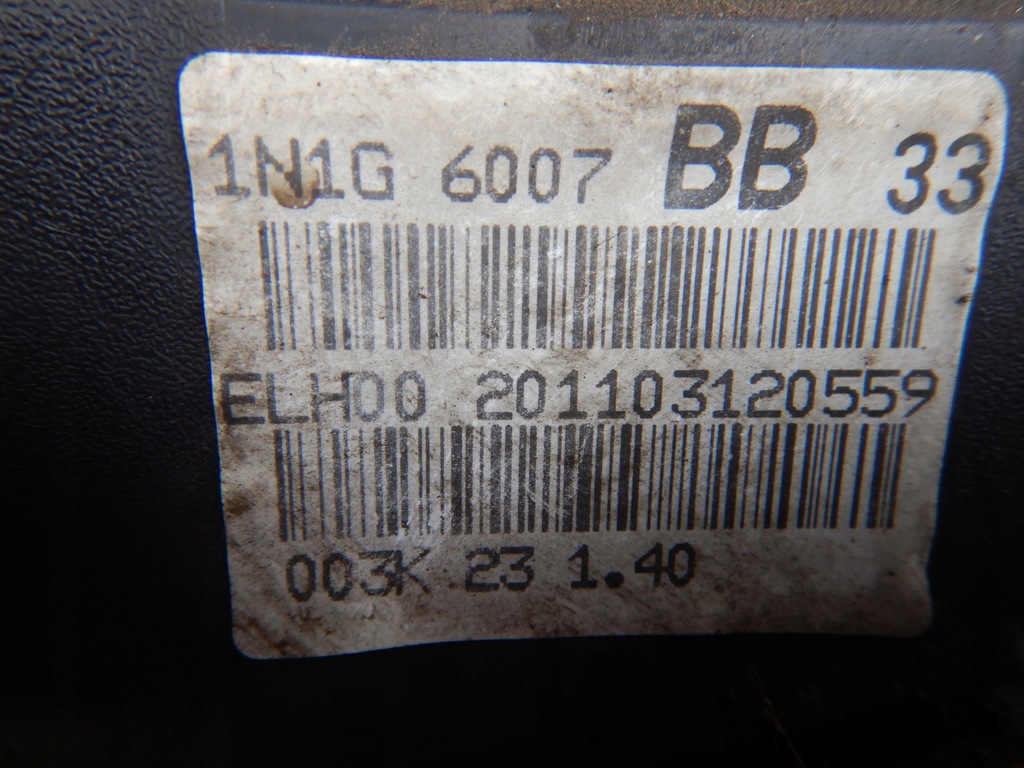 1N1G 6007 BB 33
ELH00 201103120559
003K 23 1.40